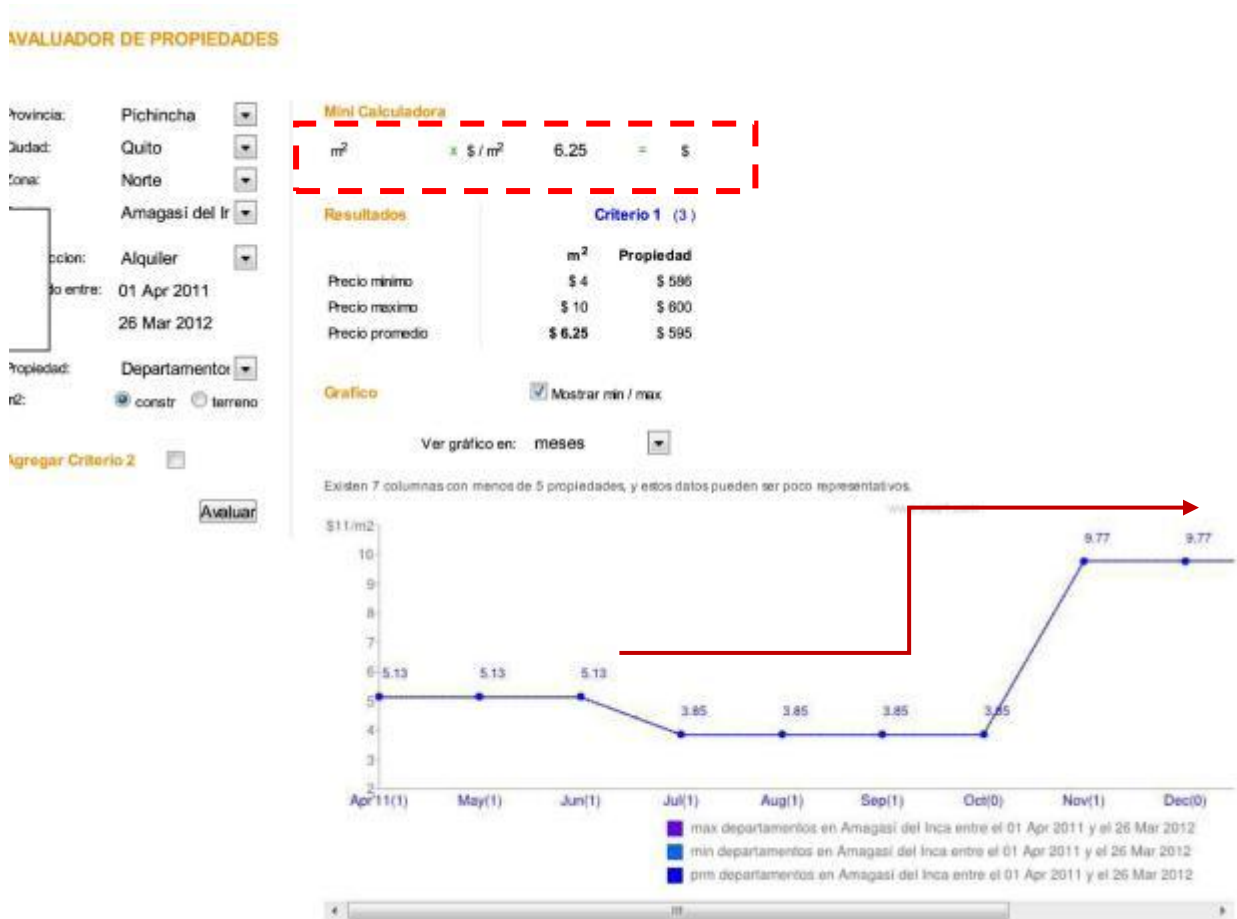 AVALUADOR DE PROPIEDADES
Provincia: Pichincha
Ciudad: Quito
Zona: Norte
Amagasi del Ir
ccion: Alquiler
do entre: 01 Apr 2011
26 Mar 2012
Propiedad: Departamentos
m2: constr terreno
Agregar Criterio 2
Avaluar
Mini Calculadora
m² x $ / m² 6.25 = $
Resultados Criterio 1 (3)
m² Propiedad
Precio minimo $ 4 $ 586
Precio maximo $ 10 $ 600
Precio promedio $ 6.25 $ 595
Grafico Mostrar min / max
Ver gráfico en: meses
Existen 7 columnas con menos de 5 propiedades, y estos datos pueden ser poco representativos.
$11/m2
10
9
8
7
6
5
4
3
2
5.13 5.13 5.13 3.85 3.85 3.85 3.85 9.77 9.77
Apr'11(1) May(1) Jun(1) Jul(1) Aug(1) Sep(1) Oct(0) Nov(1) Dec(0)
max departamentos en Amagasi del Inca entre el 01 Apr 2011 y el 26 Mar 2012
min departamentos en Amagasi del Inca entre el 01 Apr 2011 y el 26 Mar 2012
prm departamentos en Amagasi del Inca entre el 01 Apr 2011 y el 26 Mar 2012